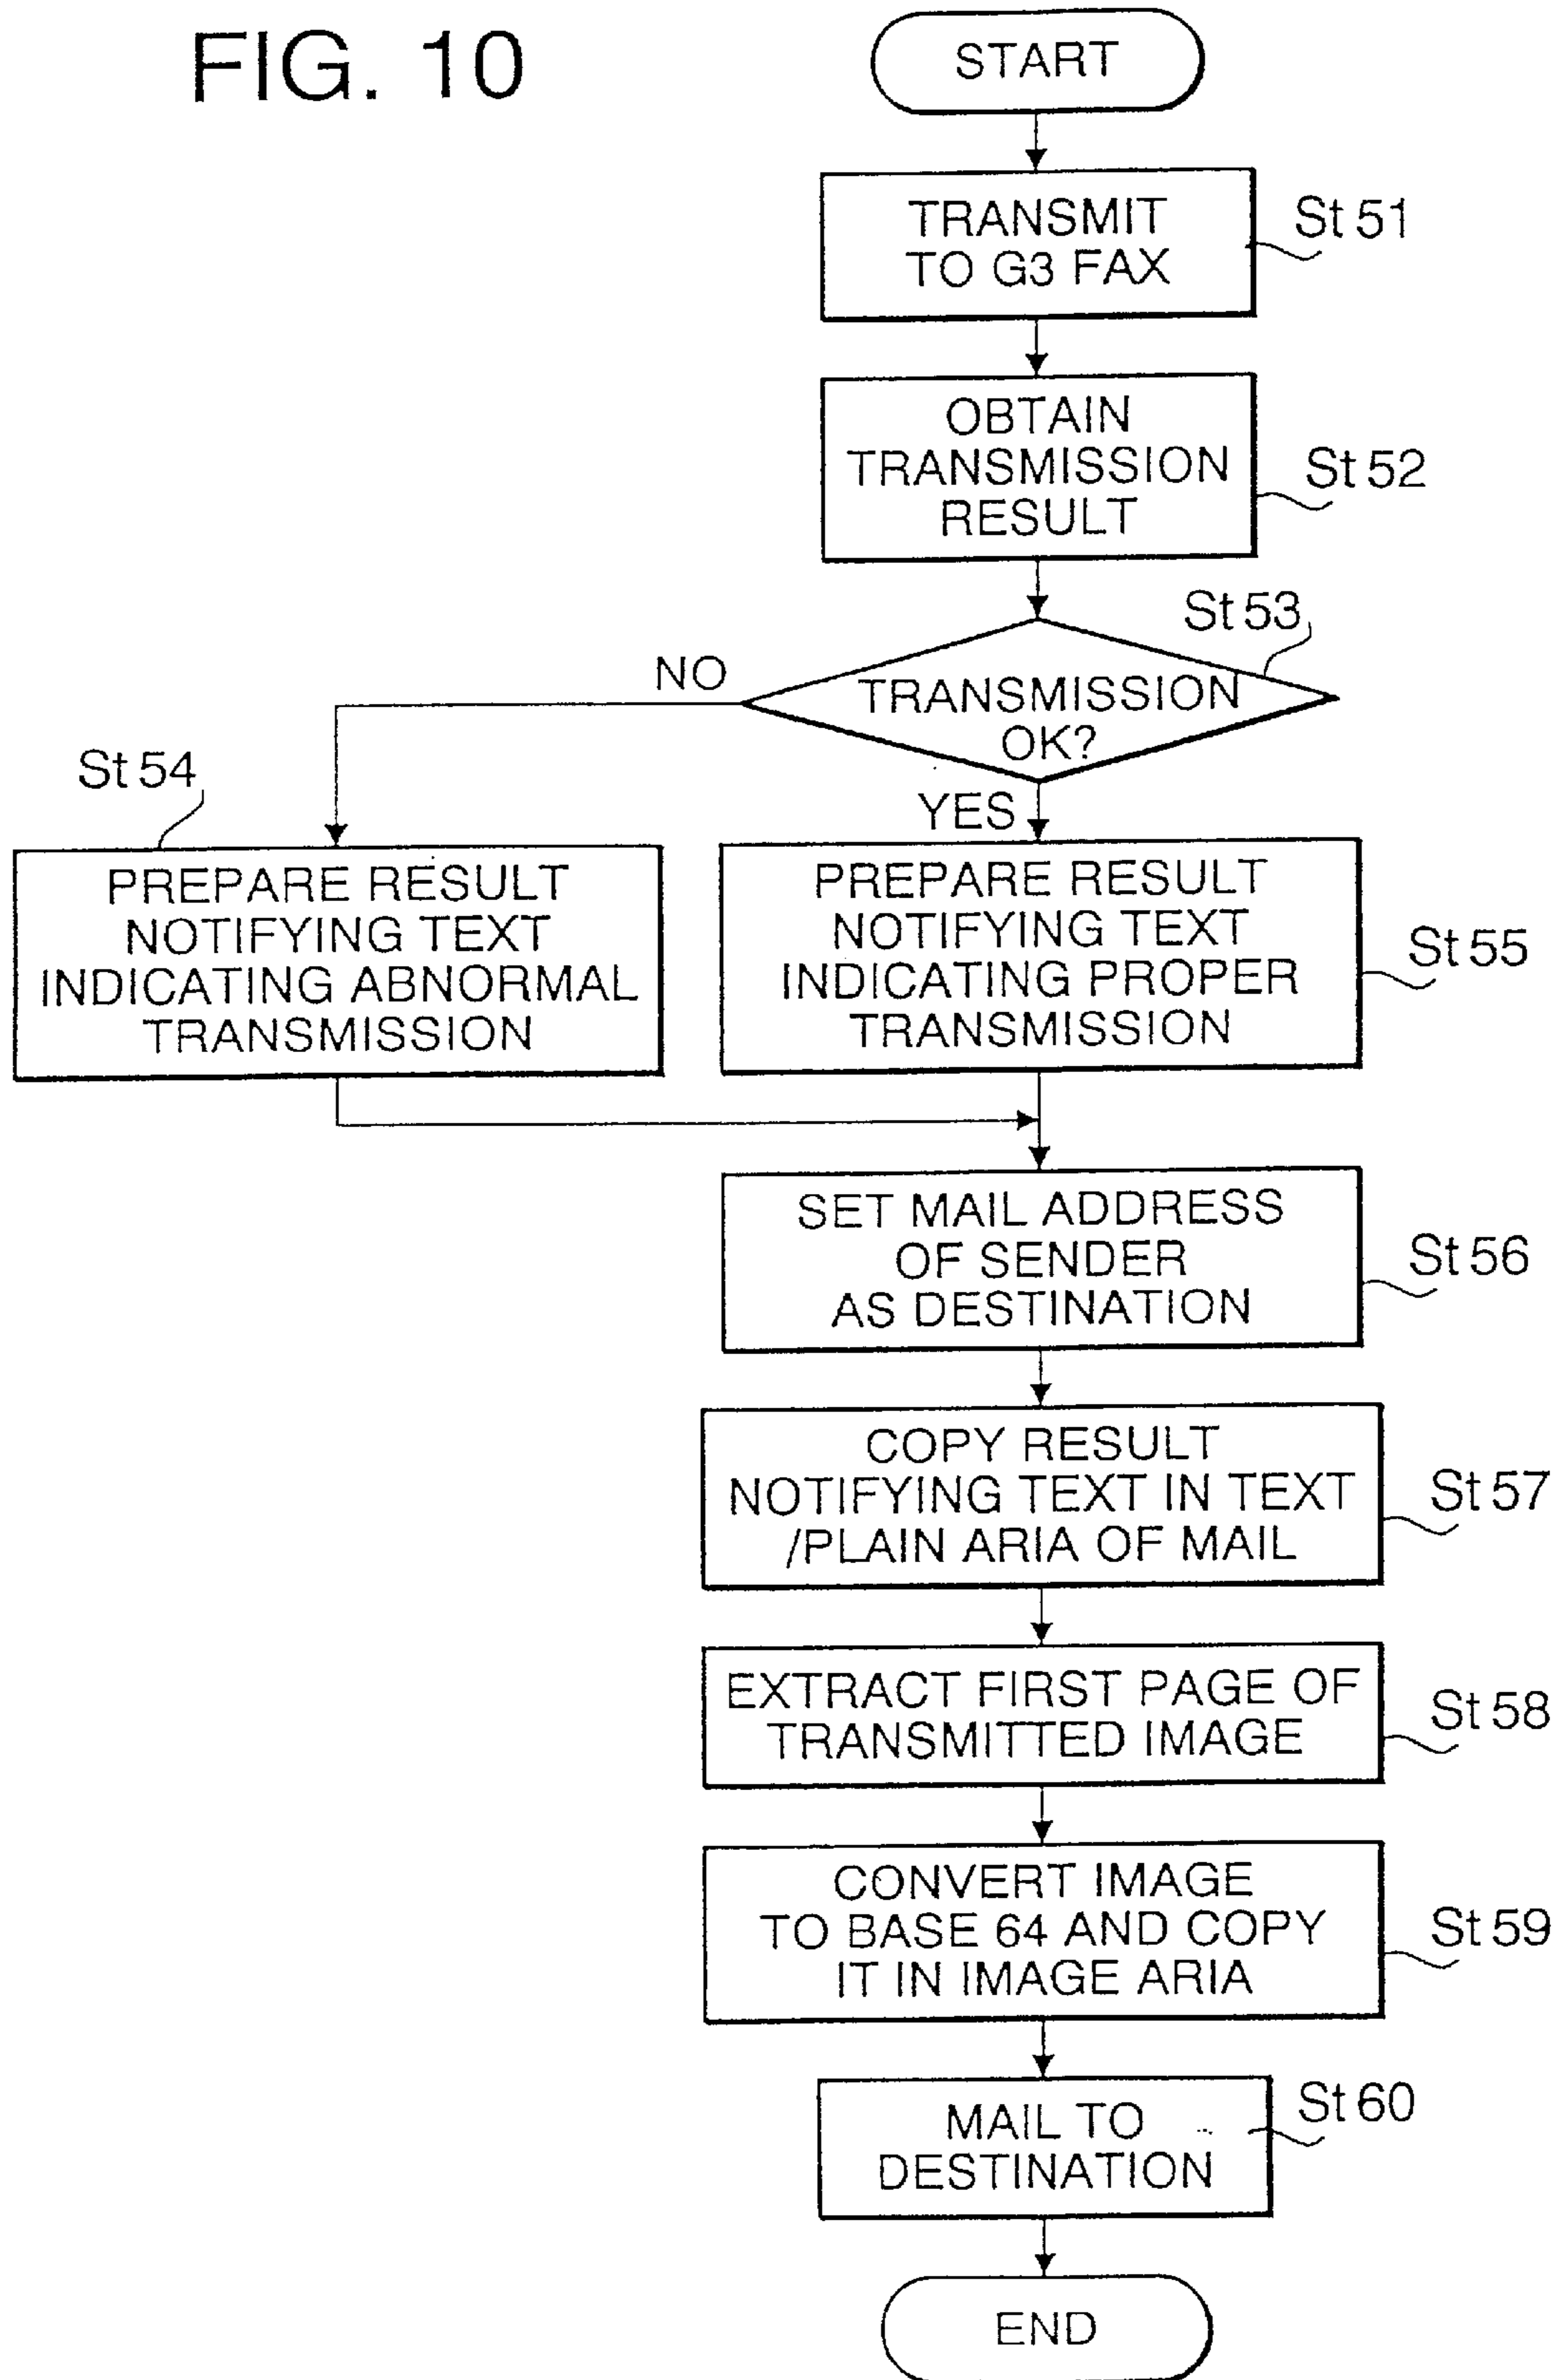 FIG. 10
START
TRANSMIT
TO G3 FAX
St 51
OBTAIN
TRANSMISSION
RESULT
St 52
St 53
TRANSMISSION
OK?
NO
YES
St 54
PREPARE RESULT
NOTIFYING TEXT
INDICATING ABNORMAL
TRANSMISSION
PREPARE RESULT
NOTIFYING TEXT
INDICATING PROPER
TRANSMISSION
St 55
SET MAIL ADDRESS
OF SENDER
AS DESTINATION
St 56
COPY RESULT
NOTIFYING TEXT IN TEXT
/PLAIN ARIA OF MAIL
St 57
EXTRACT FIRST PAGE OF
TRANSMITTED IMAGE
St 58
CONVERT IMAGE
TO BASE 64 AND COPY
IT IN IMAGE ARIA
St 59
MAIL TO
DESTINATION
St 60
END